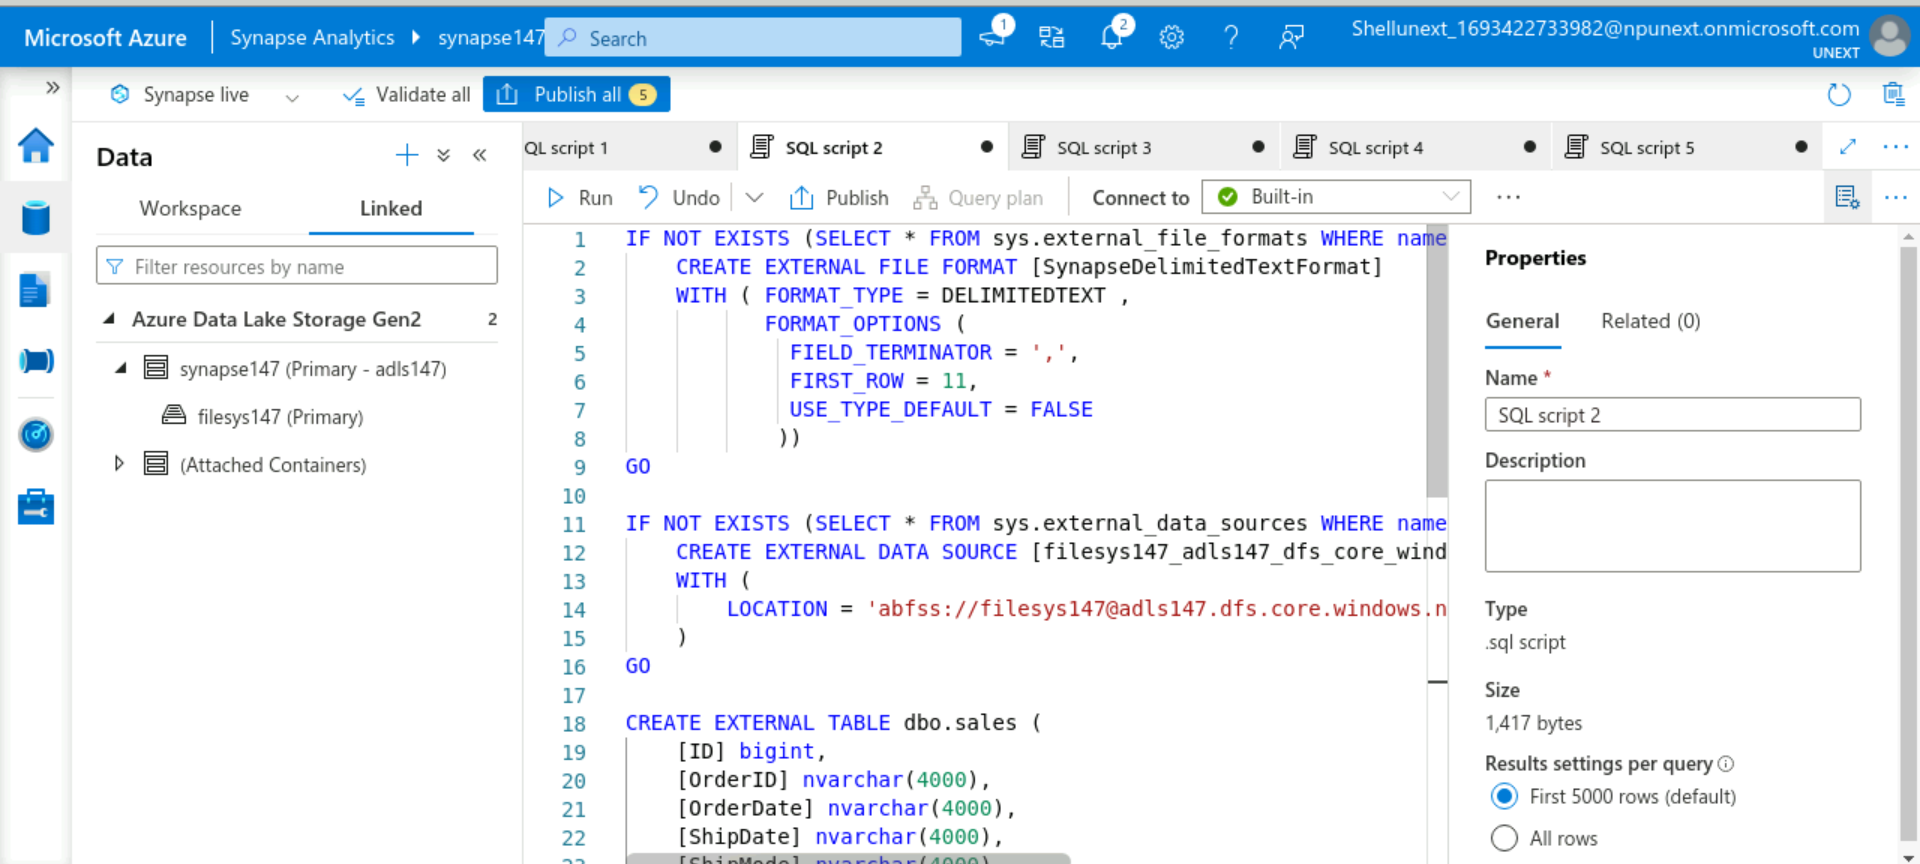 Microsoft Azure
Synapse Analytics
synapse147
Search
1
2
Shellunext_1693422733982@npunext.onmicrosoft.com
UNEXT
Synapse live
Validate all
Publish all 5
Data
Workspace
Linked
Filter resources by name
Azure Data Lake Storage Gen2 2
synapse147 (Primary - adls147)
filesys147 (Primary)
(Attached Containers)
QL script 1
SQL script 2
SQL script 3
SQL script 4
SQL script 5
Run
Undo
Publish
Query plan
Connect to
Built-in
1 IF NOT EXISTS (SELECT * FROM sys.external_file_formats WHERE name
2 CREATE EXTERNAL FILE FORMAT [SynapseDelimitedTextFormat]
3 WITH ( FORMAT_TYPE = DELIMITEDTEXT ,
4 FORMAT_OPTIONS (
5 FIELD_TERMINATOR = ',',
6 FIRST_ROW = 11,
7 USE_TYPE_DEFAULT = FALSE
8 ))
9 GO
10
11 IF NOT EXISTS (SELECT * FROM sys.external_data_sources WHERE name
12 CREATE EXTERNAL DATA SOURCE [filesys147_adls147_dfs_core_wind
13 WITH (
14 LOCATION = 'abfss://filesys147@adls147.dfs.core.windows.n
15 )
16 GO
17
18 CREATE EXTERNAL TABLE dbo.sales (
19 [ID] bigint,
20 [OrderID] nvarchar(4000),
21 [OrderDate] nvarchar(4000),
22 [ShipDate] nvarchar(4000),
Properties
General
Related (0)
Name *
SQL script 2
Description
Type
.sql script
Size
1,417 bytes
Results settings per query
First 5000 rows (default)
All rows